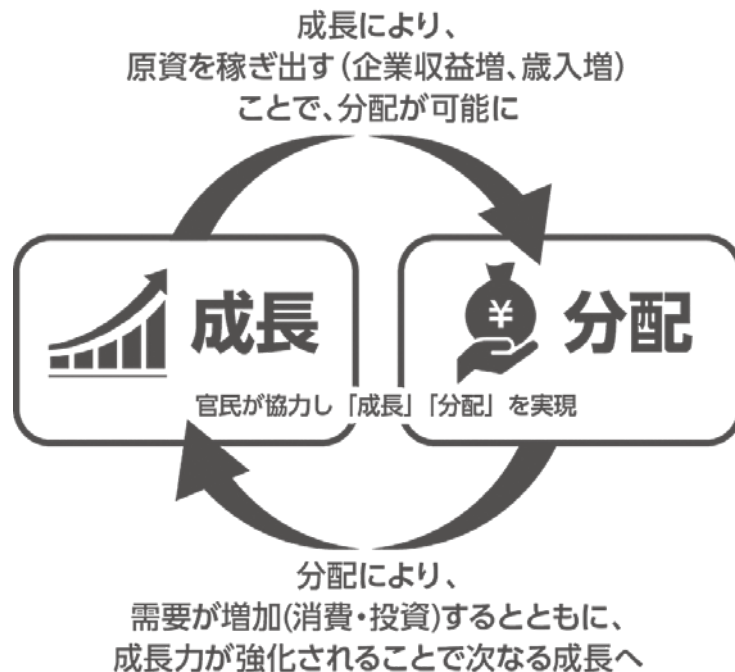 成長により、
原資を稼ぎ出す(企業収益増、歳入増)
ことで、分配が可能に
成長
¥
分配
官民が協力し「成長」「分配」を実現
分配により、
需要が増加(消費・投資)するとともに、
成長力が強化されることで次なる成長へ